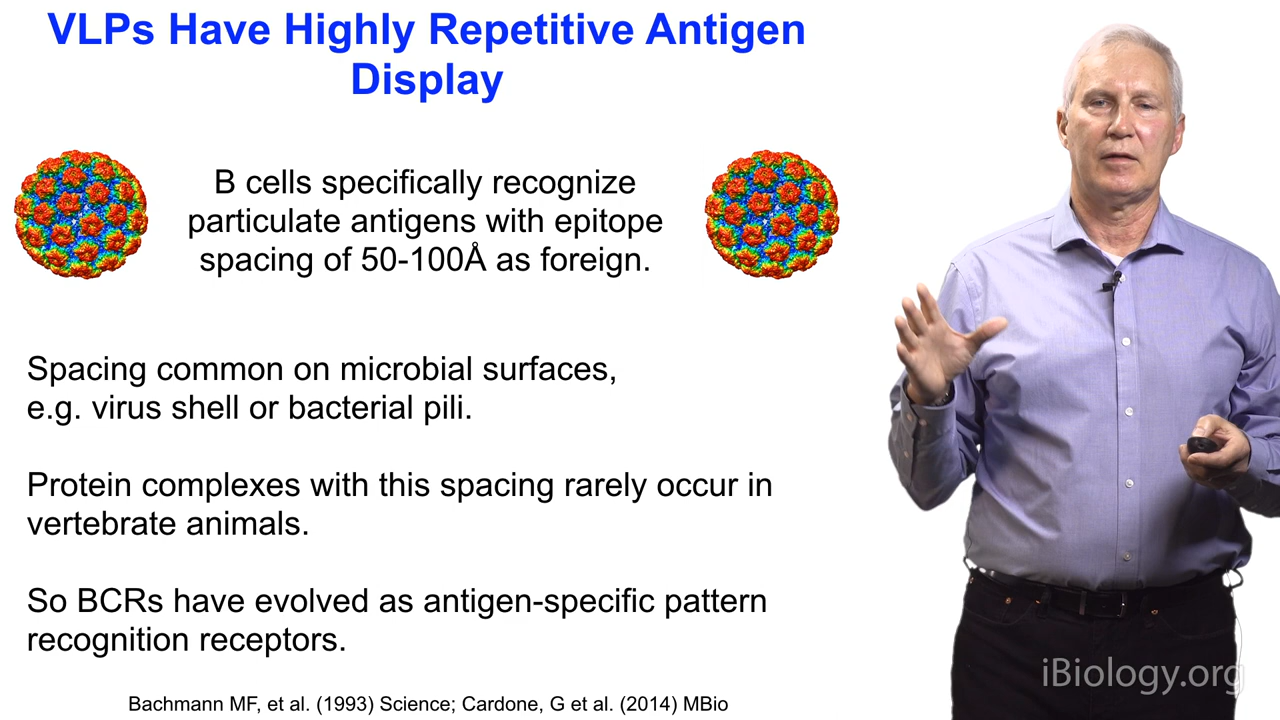 VLPs Have Highly Repetitive Antigen
Display
B cells specifically recognize
particulate antigens with epitope
spacing of 50-100Å as foreign.
Spacing common on microbial surfaces,
e.g. virus shell or bacterial pili.
Protein complexes with this spacing rarely occur in
vertebrate animals.
So BCRs have evolved as antigen-specific pattern
recognition receptors.
Bachmann MF, et al. (1993) Science; Cardone, G et al. (2014) MBio
iBiology.org